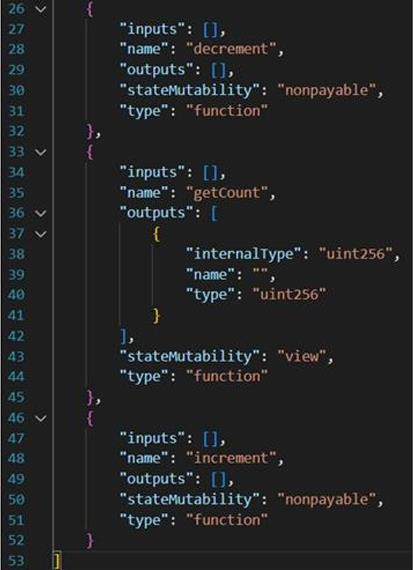 26 {
27 "inputs": [],
28 "name": "decrement",
29 "outputs": [],
30 "stateMutability": "nonpayable",
31 "type": "function"
32 },
33 {
34 "inputs": [],
35 "name": "getCount",
36 "outputs": [
37 {
38 "internalType": "uint256",
39 "name": "",
40 "type": "uint256"
41 }
42 ],
43 "stateMutability": "view",
44 "type": "function"
45 },
46 {
47 "inputs": [],
48 "name": "increment",
49 "outputs": [],
50 "stateMutability": "nonpayable",
51 "type": "function"
52 }
53 ]